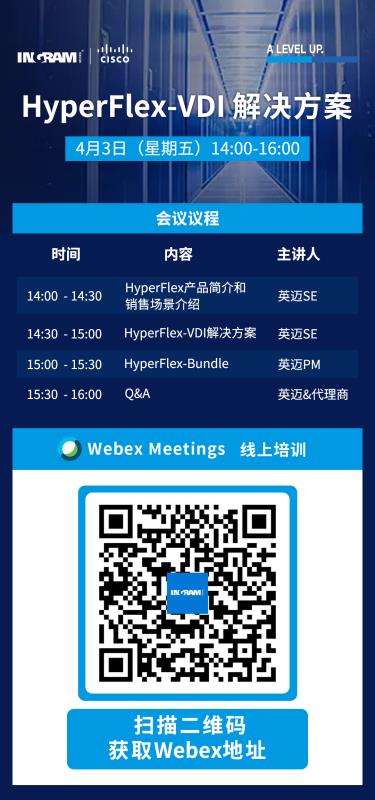 INGRAM
cisco
A LEVEL UP.
HyperFlex-VDI 解决方案
4月3日（星期五）14:00-16:00
会议议程
时间 内容 主讲人
14:00 - 14:30 HyperFlex产品简介和 英迈SE
销售场景介绍
14:30 - 15:00 HyperFlex-VDI解决方案 英迈SE
15:00 - 15:30 HyperFlex-Bundle 英迈PM
15:30 - 16:00 Q&A 英迈&代理商
Webex Meetings 线上培训
INGRAM
扫描二维码
获取Webex地址